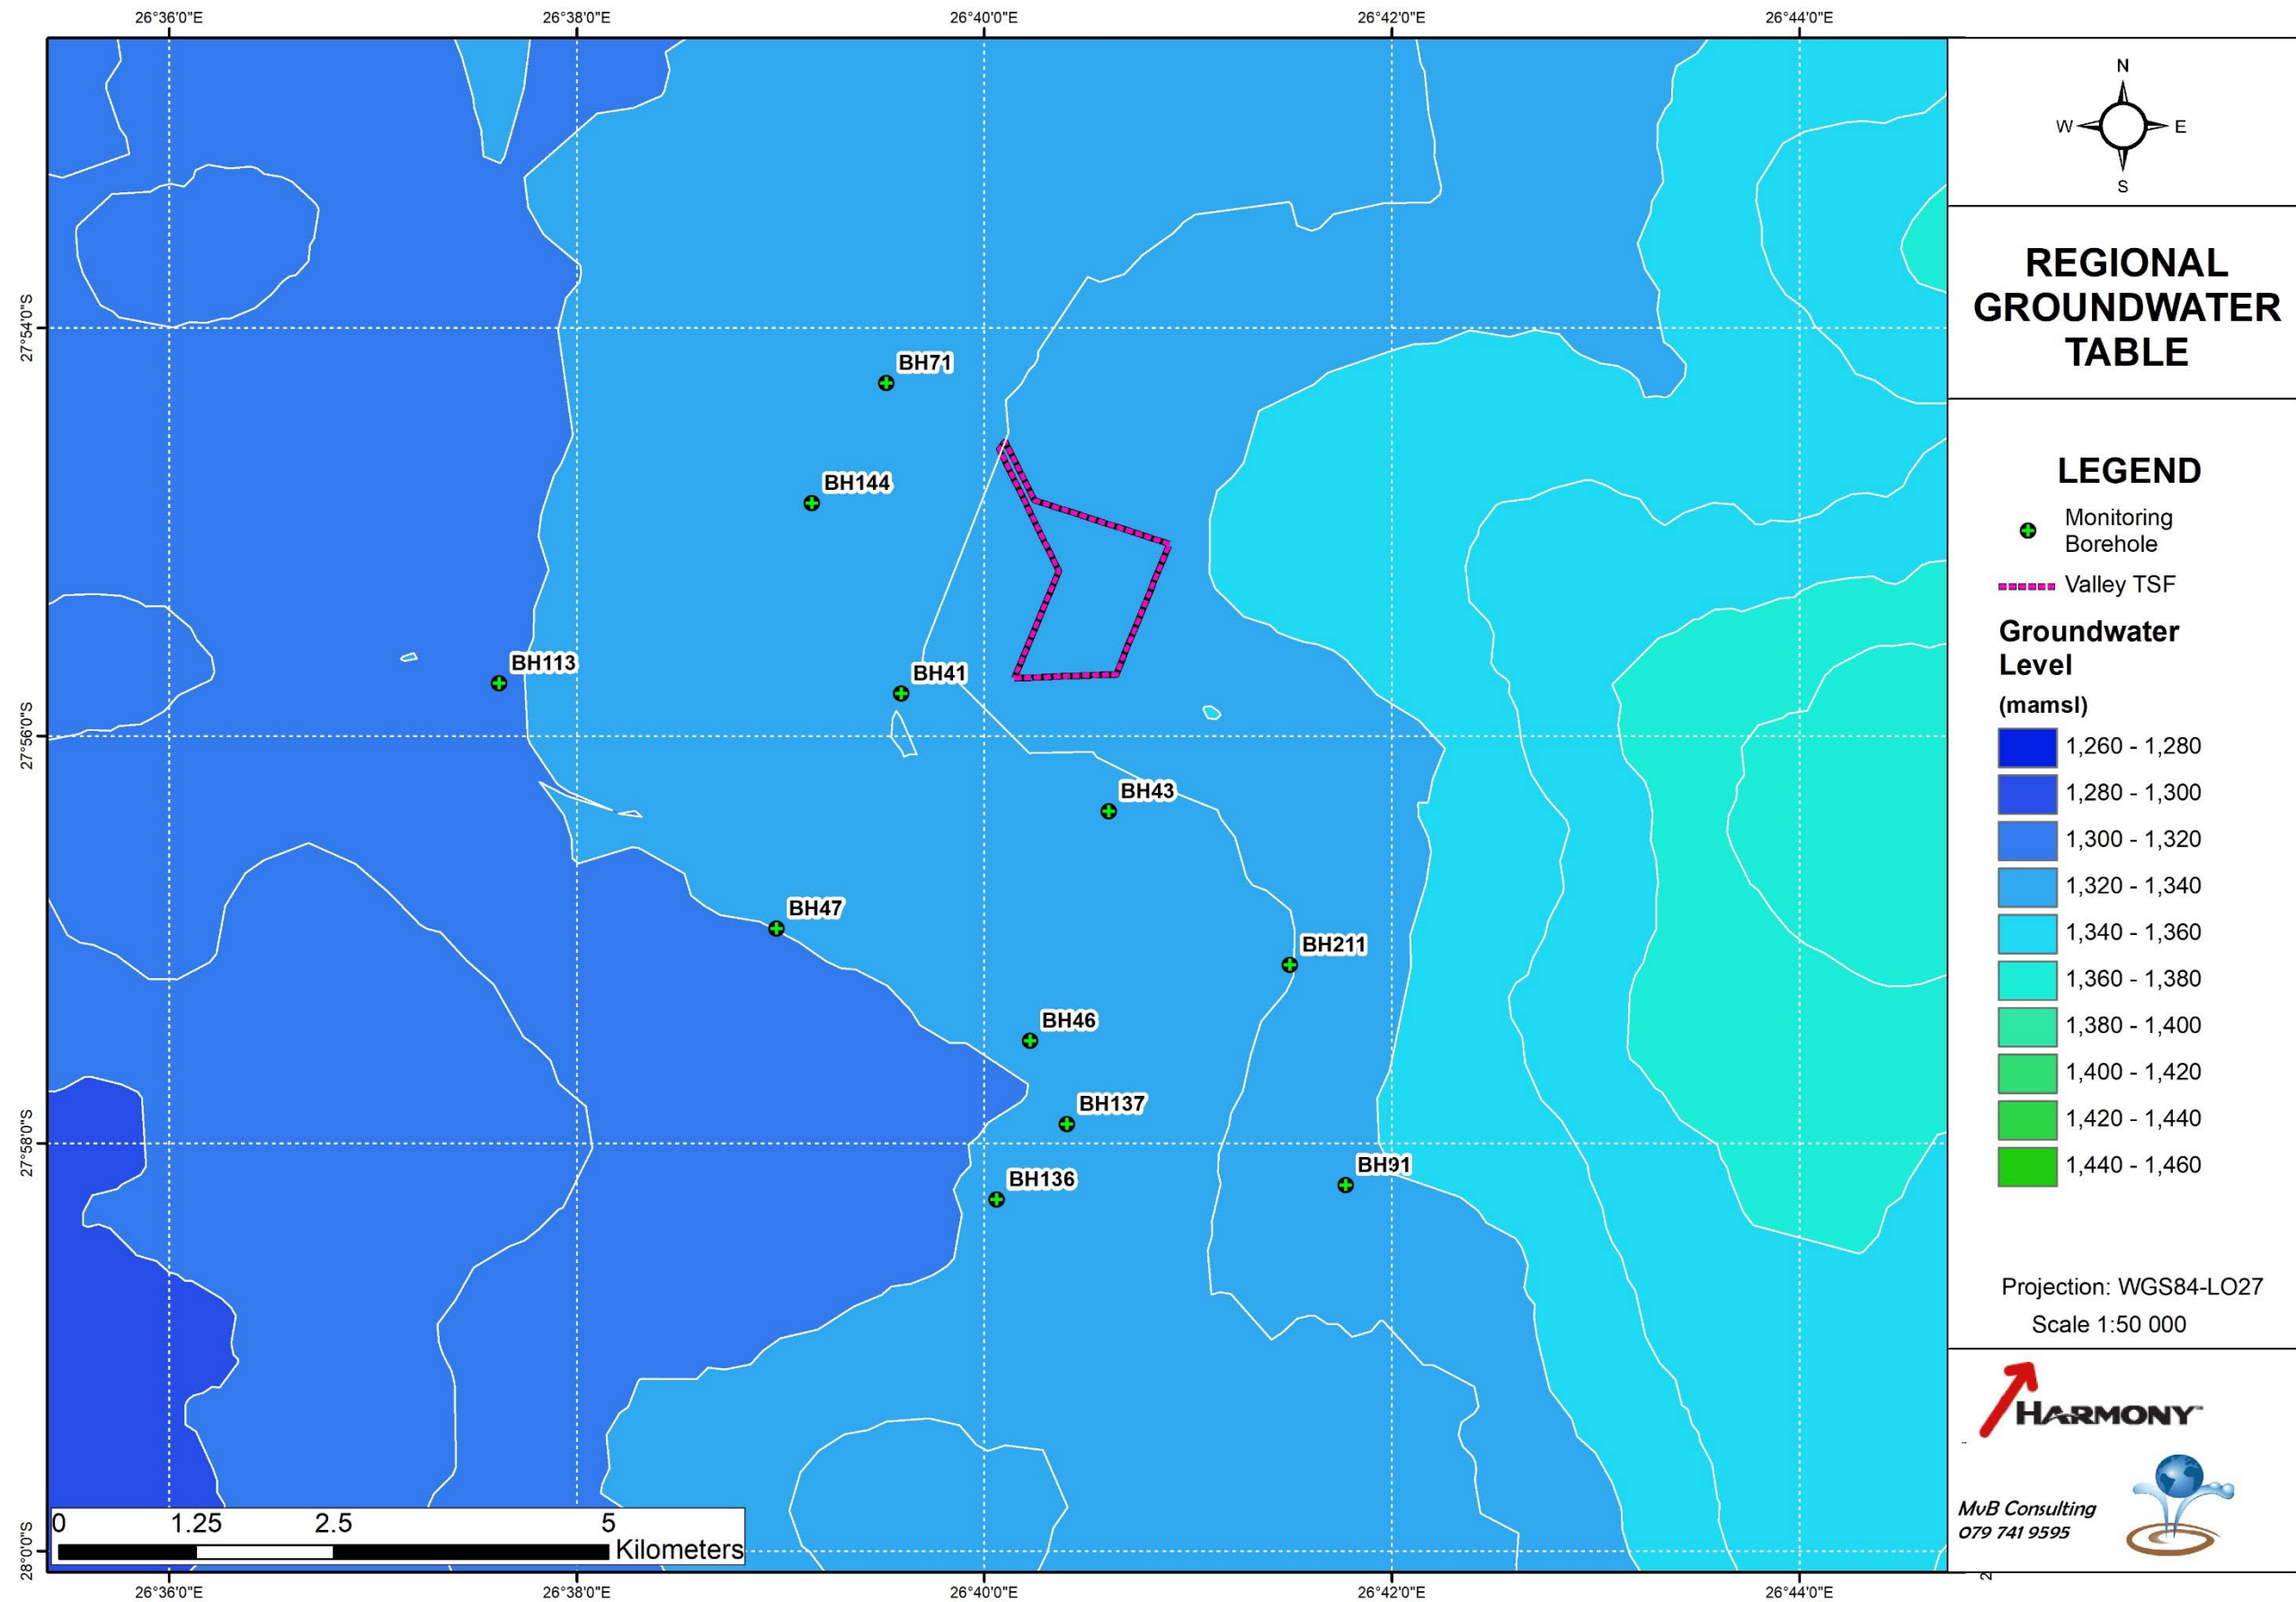 26°36'0"E
26°38'0"E
26°40'0"E
26°42'0"E
26°44'0"E
N
W
E
S
REGIONAL
GROUNDWATER
TABLE
27°54'0"S
27°56'0"S
27°58'0"S
28°0'0"S
BH71
BH144
BH113
BH41
BH43
BH47
BH211
BH46
BH137
BH91
BH136
LEGEND
Monitoring
Borehole
Valley TSF
Groundwater
Level
(mamsl)
1,260 - 1,280
1,280 - 1,300
1,300 - 1,320
1,320 - 1,340
1,340 - 1,360
1,360 - 1,380
1,380 - 1,400
1,400 - 1,420
1,420 - 1,440
1,440 - 1,460
Projection: WGS84-LO27
Scale 1:50 000
HARMONY™
MvB Consulting
079 741 9595
0 1.25 2.5 5
Kilometers
26°36'0"E
26°38'0"E
26°40'0"E
26°42'0"E
26°44'0"E